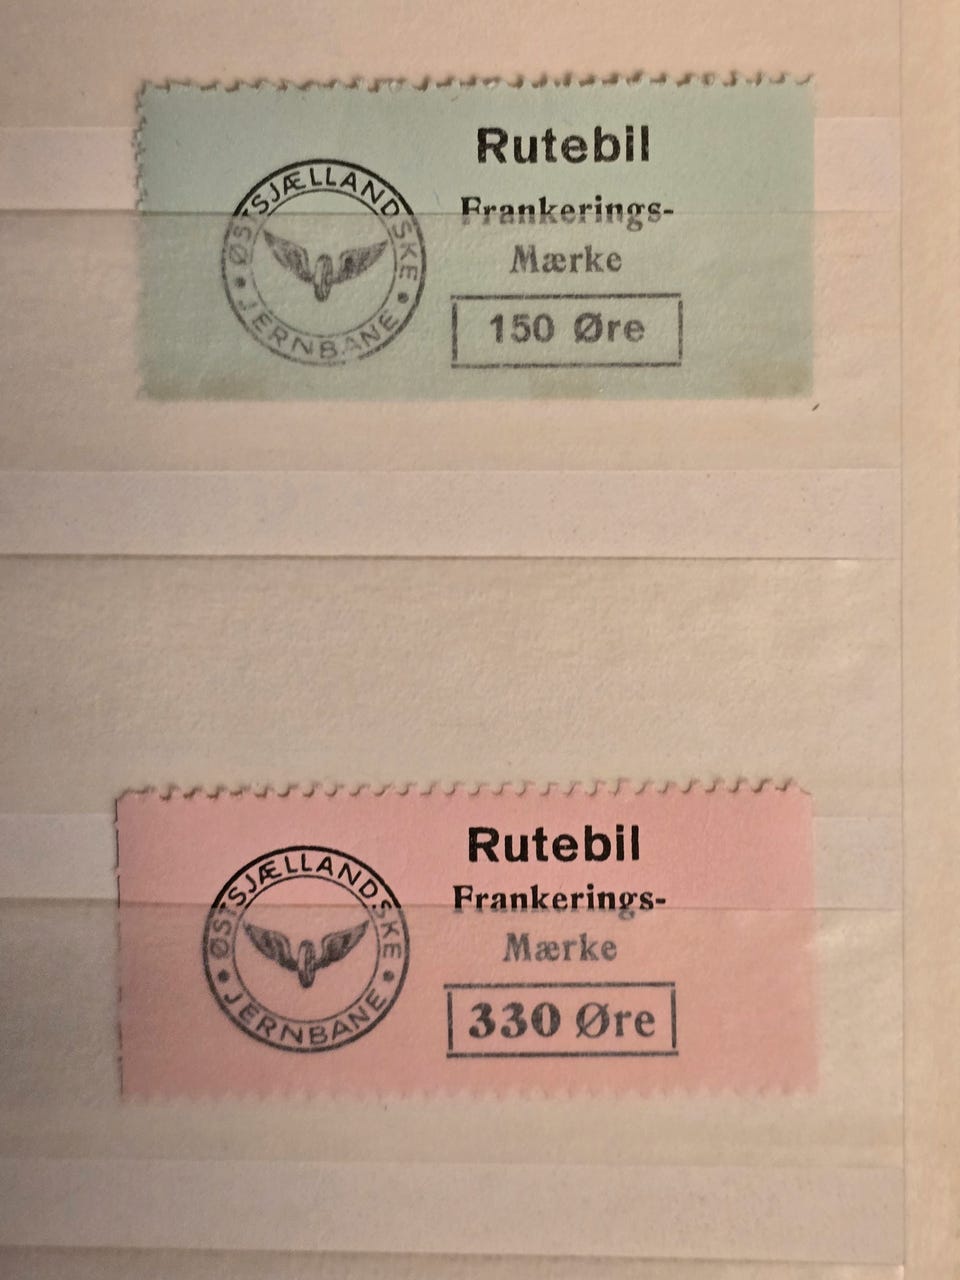 ØSTSJÆLLANDSKE
JERNBANE
Rutebil
Frankerings-
Mærke
150 Øre
ØSTSJÆLLANDSKE
JERNBANE
Rutebil
Frankerings-
Mærke
330 Øre